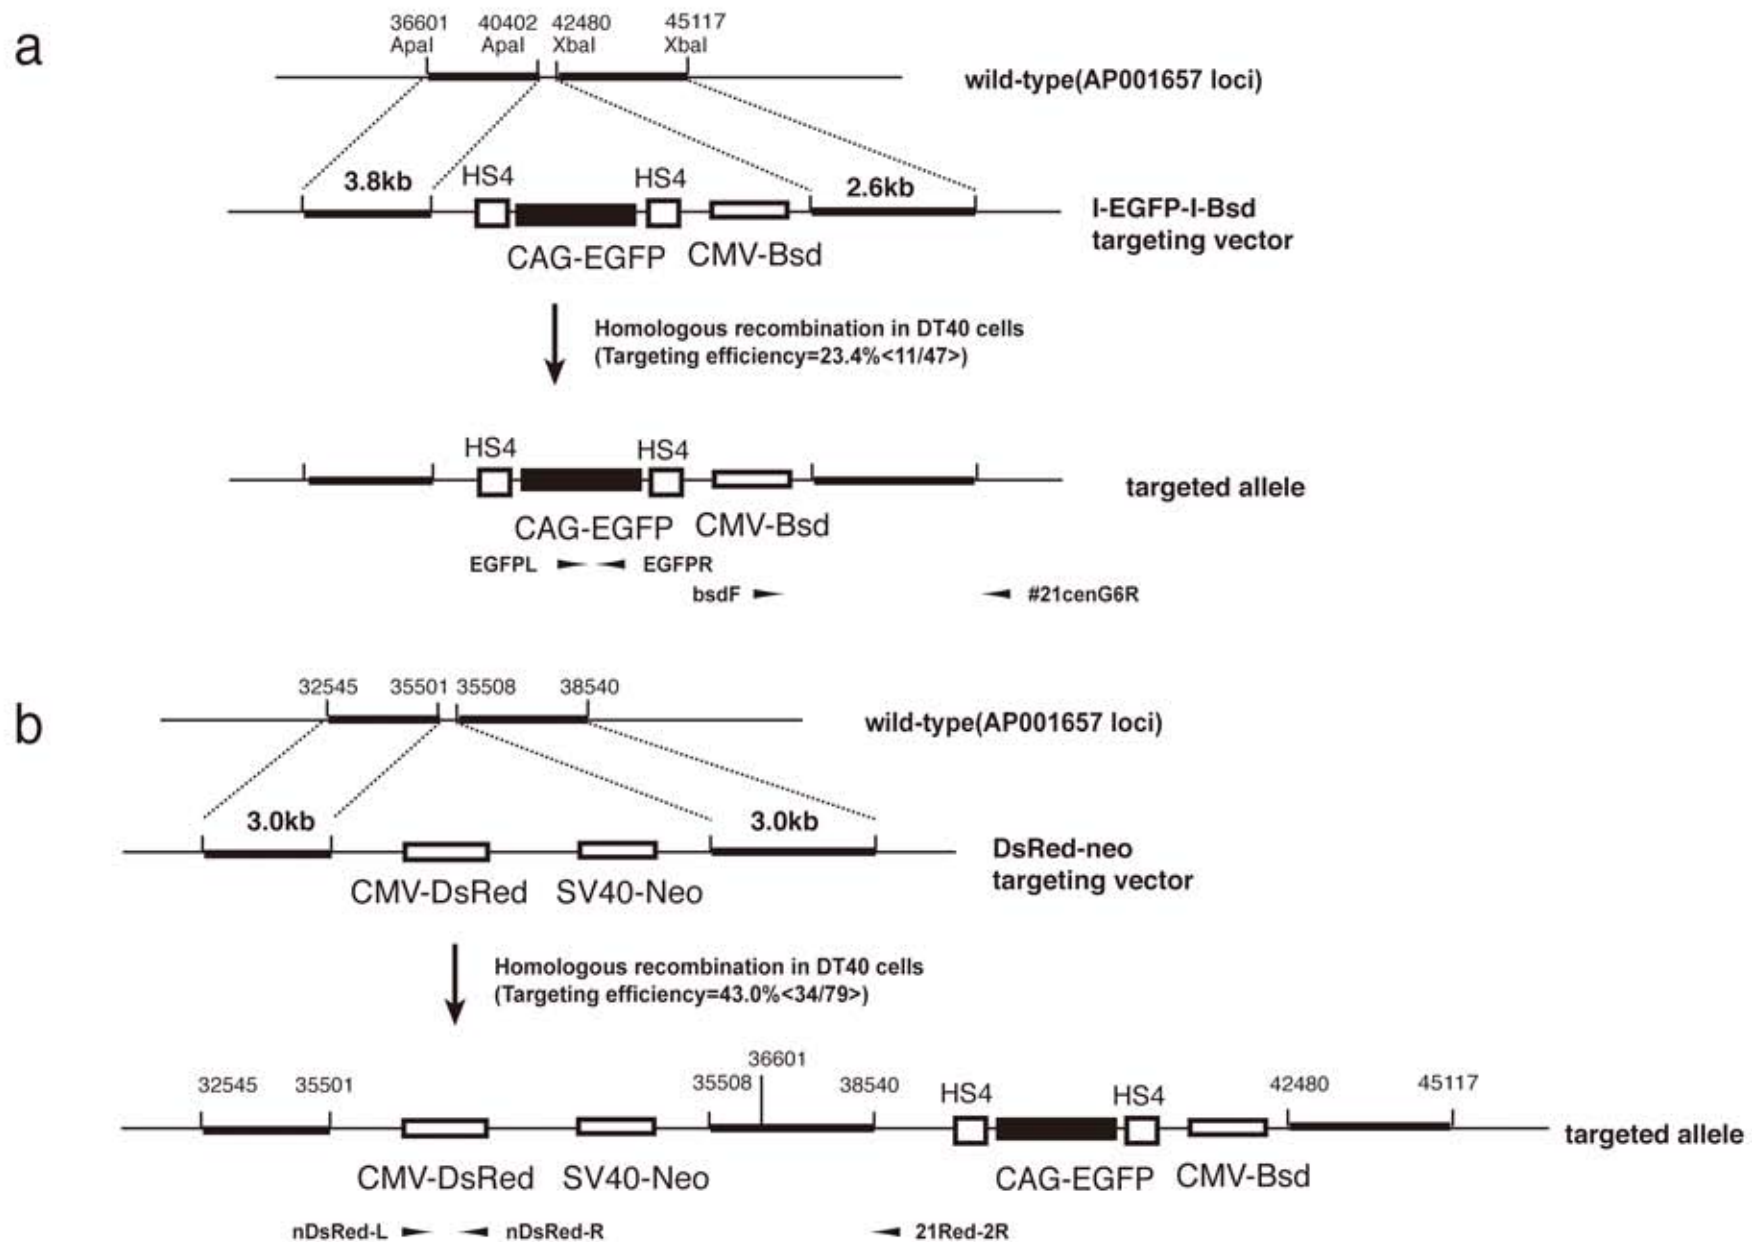 a
36601 40402 42480 45117
ApaI ApaI XbaI XbaI
wild-type(AP001657 loci)
3.8kb HS4 HS4 2.6kb
I-EGFP-I-Bsd
targeting vector
CAG-EGFP CMV-Bsd
Homologous recombination in DT40 cells
(Targeting efficiency=23.4%<11/47>)
HS4 HS4
targeted allele
CAG-EGFP CMV-Bsd
EGFPL EGFPR
bsdF #21cenG6R
b
32545 35501 35508 38540
wild-type(AP001657 loci)
3.0kb 3.0kb
DsRed-neo
targeting vector
CMV-DsRed SV40-Neo
Homologous recombination in DT40 cells
(Targeting efficiency=43.0%<34/79>)
36601
32545 35501 35508 38540 HS4 HS4 42480 45117
targeted allele
CMV-DsRed SV40-Neo CAG-EGFP CMV-Bsd
nDsRed-L nDsRed-R 21Red-2R